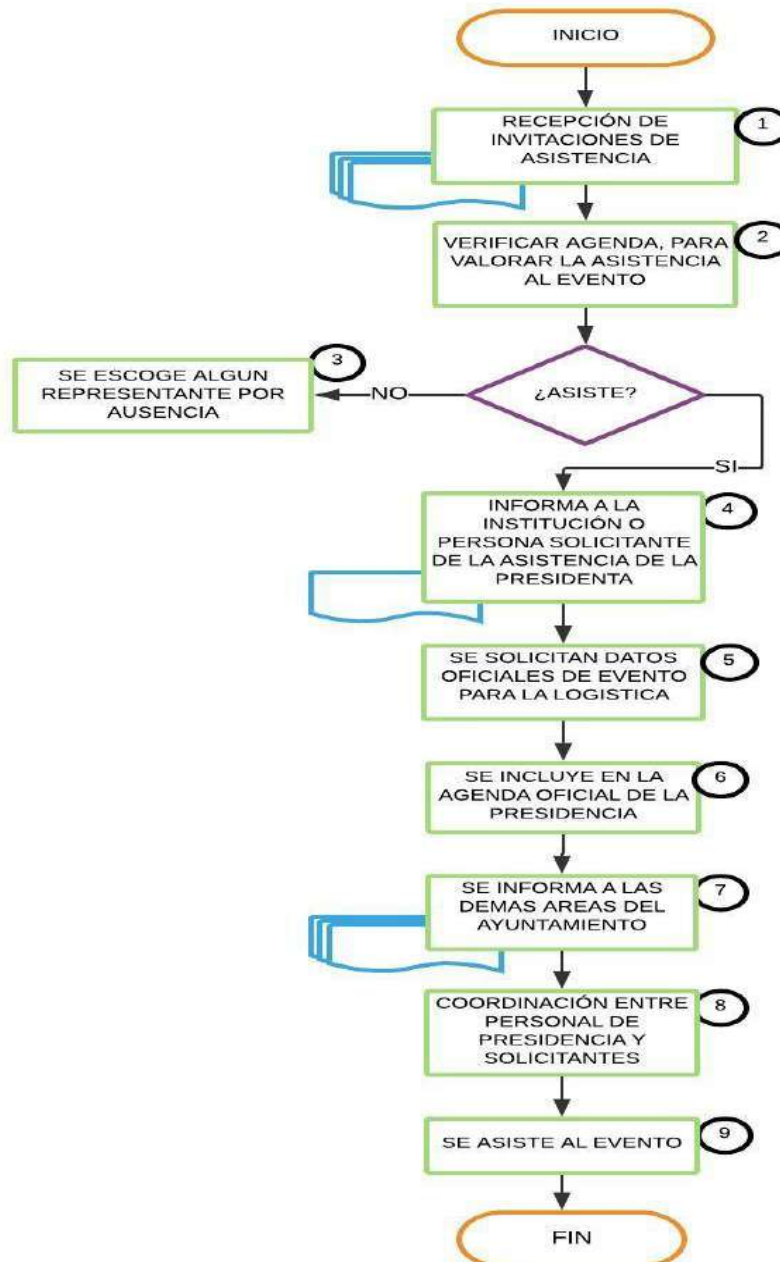 INICIO
1
RECEPCIÓN DE
INVITACIONES DE
ASISTENCIA
2
VERIFICAR AGENDA, PARA
VALORAR LA ASISTENCIA
AL EVENTO
¿ASISTE?
NO
3
SE ESCOGE ALGUN
REPRESENTANTE POR
AUSENCIA
SI
4
INFORMA A LA
INSTITUCIÓN O
PERSONA SOLICITANTE
DE LA ASISTENCIA DE LA
PRESIDENTA
5
SE SOLICITAN DATOS
OFICIALES DE EVENTO
PARA LA LOGISTICA
6
SE INCLUYE EN LA
AGENDA OFICIAL DE LA
PRESIDENCIA
7
SE INFORMA A LAS
DEMAS AREAS DEL
AYUNTAMIENTO
8
COORDINACIÓN ENTRE
PERSONAL DE
PRESIDENCIA Y
SOLICITANTES
9
SE ASISTE AL EVENTO
FIN